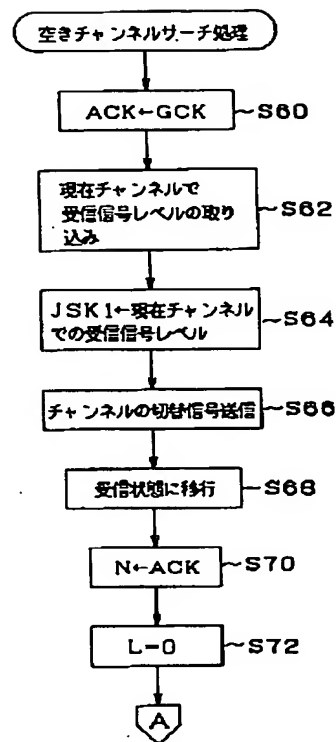 空きチャンネルサーチ処理
ACK←GCK
S60
現在チャンネルで
受信信号レベルの取り
込み
S62
JSK1←現在チャンネル
での受信信号レベル
S64
チャンネルの切替信号送信
S66
受信状態に移行
S68
N←ACK
S70
L=0
S72
A